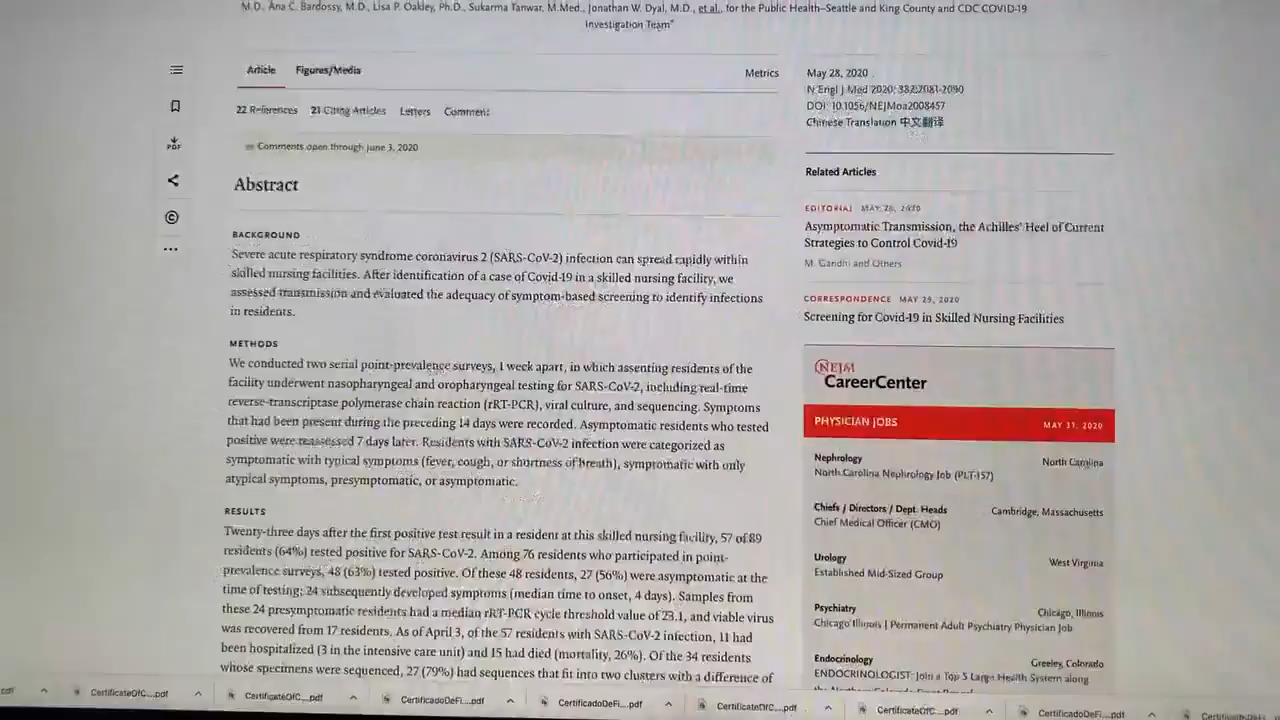 M.D., Ana C. Bardossy, M.D., Lisa P. Oakley, Ph.D., Sukarma Tanwar, M.Med., Jonathan W. Dyal, M.D., et al., for the Public Health–Seattle and King County and CDC COVID-19
Investigation Team*
Article Figures/Media
Metrics
22 References 21 Citing Articles Letters Comment
Comments open through June 3, 2020
Abstract
BACKGROUND
Severe acute respiratory syndrome coronavirus 2 (SARS-CoV-2) infection can spread rapidly within
skilled nursing facilities. After identification of a case of Covid-19 in a skilled nursing facility, we
assessed transmission and evaluated the adequacy of symptom-based screening to identify infections
in residents.
METHODS
We conducted two serial point-prevalence surveys, 1 week apart, in which assenting residents of the
facility underwent nasopharyngeal and oropharyngeal testing for SARS-CoV-2, including real-time
reverse-transcriptase polymerase chain reaction (rRT-PCR), viral culture, and sequencing. Symptoms
that had been present during the preceding 14 days were recorded. Asymptomatic residents who tested
positive were reassessed 7 days later. Residents with SARS-CoV-2 infection were categorized as
symptomatic with typical symptoms (fever, cough, or shortness of breath), symptomatic with only
atypical symptoms, presymptomatic, or asymptomatic.
RESULTS
Twenty-three days after the first positive test result in a resident at this skilled nursing facility, 57 of 89
residents (64%) tested positive for SARS-CoV-2. Among 76 residents who participated in point-
prevalence surveys, 48 (63%) tested positive. Of these 48 residents, 27 (56%) were asymptomatic at the
time of testing; 24 subsequently developed symptoms (median time to onset, 4 days). Samples from
these 24 presymptomatic residents had a median rRT-PCR cycle threshold value of 23.1, and viable virus
was recovered from 17 residents. As of April 3, of the 57 residents with SARS-CoV-2 infection, 11 had
been hospitalized (3 in the intensive care unit) and 15 had died (mortality, 26%). Of the 34 residents
whose specimens were sequenced, 27 (79%) had sequences that fit into two clusters with a difference of
PDF
May 28, 2020
N Engl J Med 2020; 382:2081-2090
DOI: 10.1056/NEJMoa2008457
Chinese Translation 中文翻译
Related Articles
EDITORIAL MAY 28, 2020
Asymptomatic Transmission, the Achilles' Heel of Current
Strategies to Control Covid-19
M. Gandhi and Others
CORRESPONDENCE MAY 29, 2020
Screening for Covid-19 in Skilled Nursing Facilities
NEJM
CareerCenter
PHYSICIAN JOBS MAY 31, 2020
Nephrology North Carolina
North Carolina Nephrology Job (PLT-157)
Chiefs / Directors / Dept. Heads Cambridge, Massachusetts
Chief Medical Officer (CMO)
Urology West Virginia
Established Mid-Sized Group
Psychiatry Chicago, Illinois
Chicago Illinois | Permanent Adult Psychiatry Physician Job
Endocrinology Greeley, Colorado
ENDOCRINOLOGIST: Join a Top 5 Large Health System along
.pdf CertificateOfC....pdf CertificateOfC....pdf CertificadoDeFi....pdf CertificadoDeFi....pdf CertificateOfC....pdf CertificateOfC....pdf CertificadoDeFi....pdf